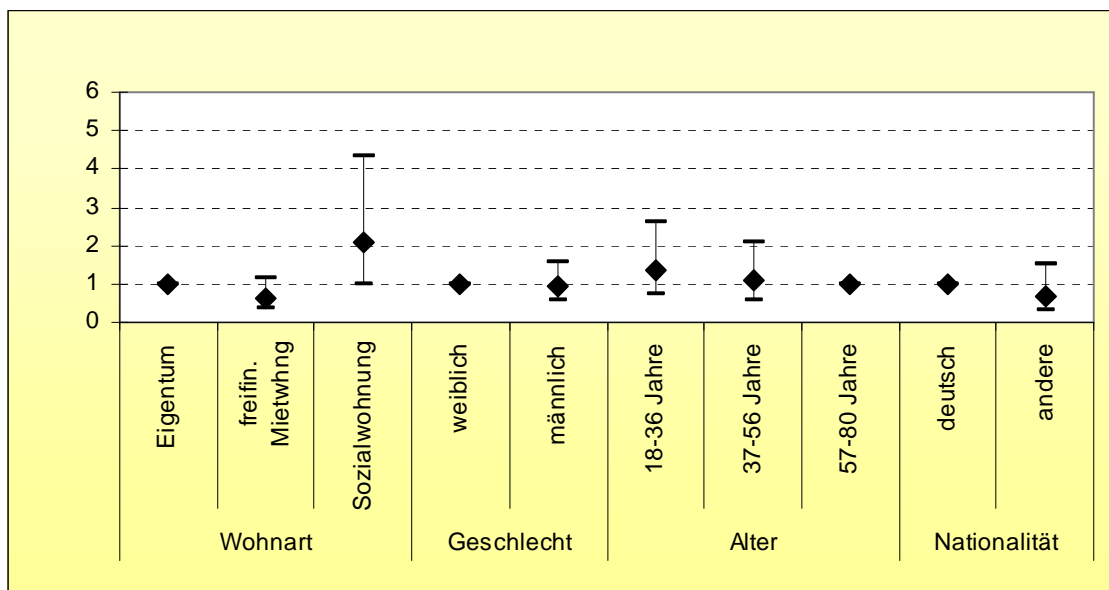 6
5
4
3
2
1
0
Eigentum
freifin.
Mietwhng
Sozialwohnung
weiblich
männlich
18-36 Jahre
37-56 Jahre
57-80 Jahre
deutsch
andere
Wohnart
Geschlecht
Alter
Nationalität